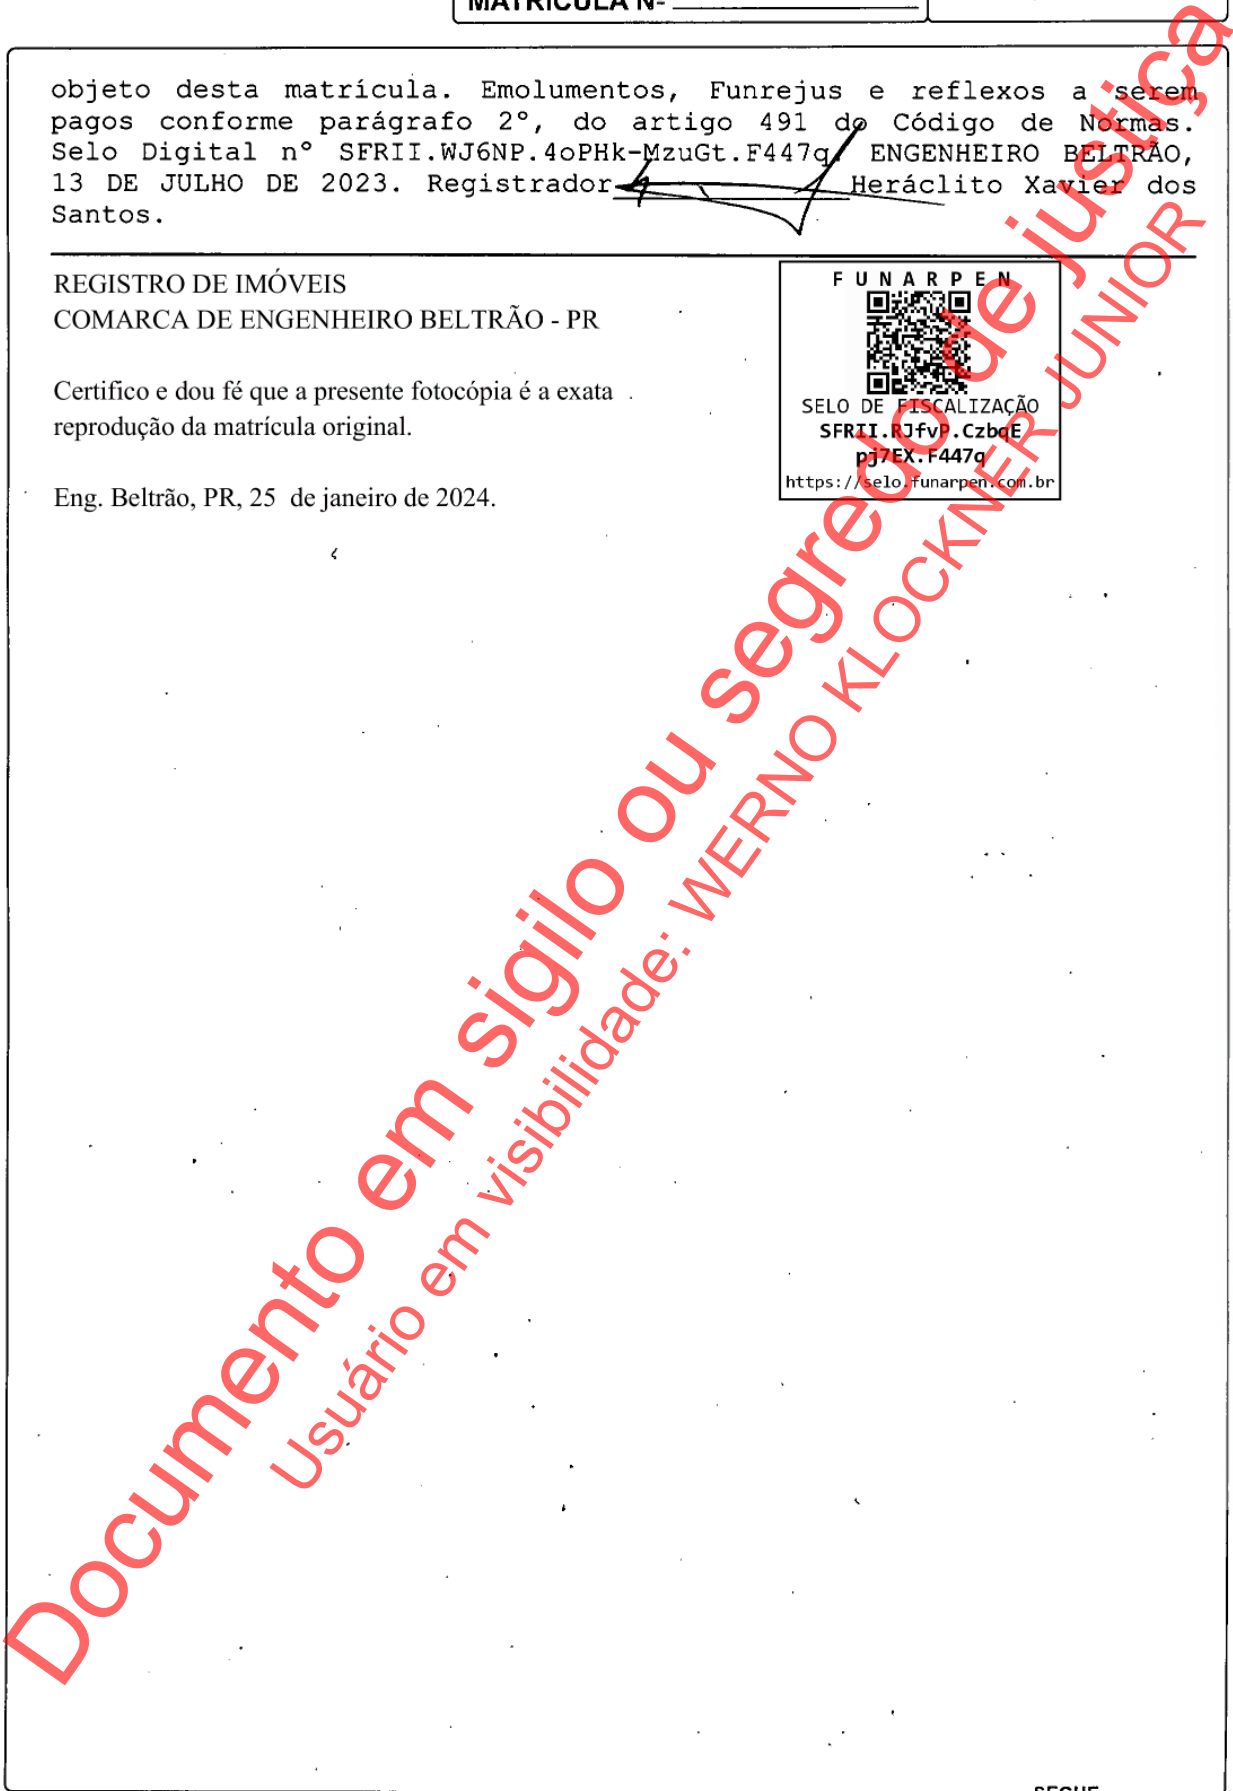 MATRÍCULA Nº
objeto desta matrícula. Emolumentos, Funrejus e reflexos a serem
pagos conforme parágrafo 2º, do artigo 491 do Código de Normas.
Selo Digital nº SFRII.WJ6NP.4oPHk-MzuGt.F447q. ENGENHEIRO BELTRÃO,
13 DE JULHO DE 2023. Registrador Heráclito Xavier dos
Santos.
REGISTRO DE IMÓVEIS
COMARCA DE ENGENHEIRO BELTRÃO - PR
Certifico e dou fé que a presente fotocópia é a exata
reprodução da matrícula original.
Eng. Beltrão, PR, 25 de janeiro de 2024.
FUNARPEN
SELO DE FISCALIZAÇÃO
SFRII.RJfvP.CzbqE
pj7EX.F447q
https://selo.funarpen.com.br
Documento em sigilo ou segredo de justiça
Usuário em visibilidade: WERNO KLOCKNER JUNIOR
SEGUE